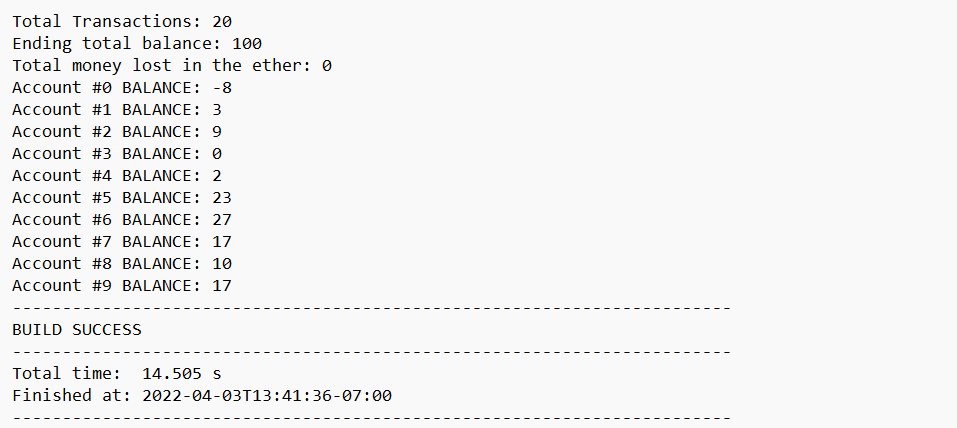 Total Transactions: 20
Ending total balance: 100
Total money lost in the ether: 0
Account #0 BALANCE: -8
Account #1 BALANCE: 3
Account #2 BALANCE: 9
Account #3 BALANCE: 0
Account #4 BALANCE: 2
Account #5 BALANCE: 23
Account #6 BALANCE: 27
Account #7 BALANCE: 17
Account #8 BALANCE: 10
Account #9 BALANCE: 17
------------------------------------------------------------------------
BUILD SUCCESS
------------------------------------------------------------------------
Total time:  14.505 s
Finished at: 2022-04-03T13:41:36-07:00
------------------------------------------------------------------------